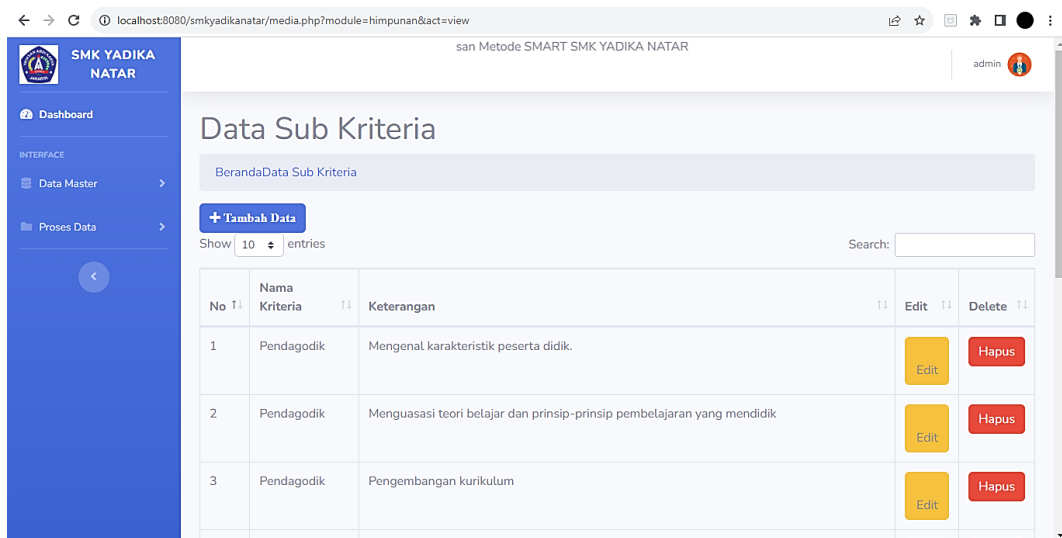 localhost:8080/smkyadikanatar/media.php?module=himpunan&act=view
SMK YADIKA
NATAR
san Metode SMART SMK YADIKA NATAR
admin
Dashboard
INTERFACE
Data Master
Proses Data
Data Sub Kriteria
BerandaData Sub Kriteria
Tambah Data
Show 10 entries
Search:
No Nama Kriteria Keterangan Edit Delete
1 Pendagodik Mengenal karakteristik peserta didik. Edit Hapus
2 Pendagodik Menguasasi teori belajar dan prinsip-prinsip pembelajaran yang mendidik Edit Hapus
3 Pendagodik Pengembangan kurikulum Edit Hapus